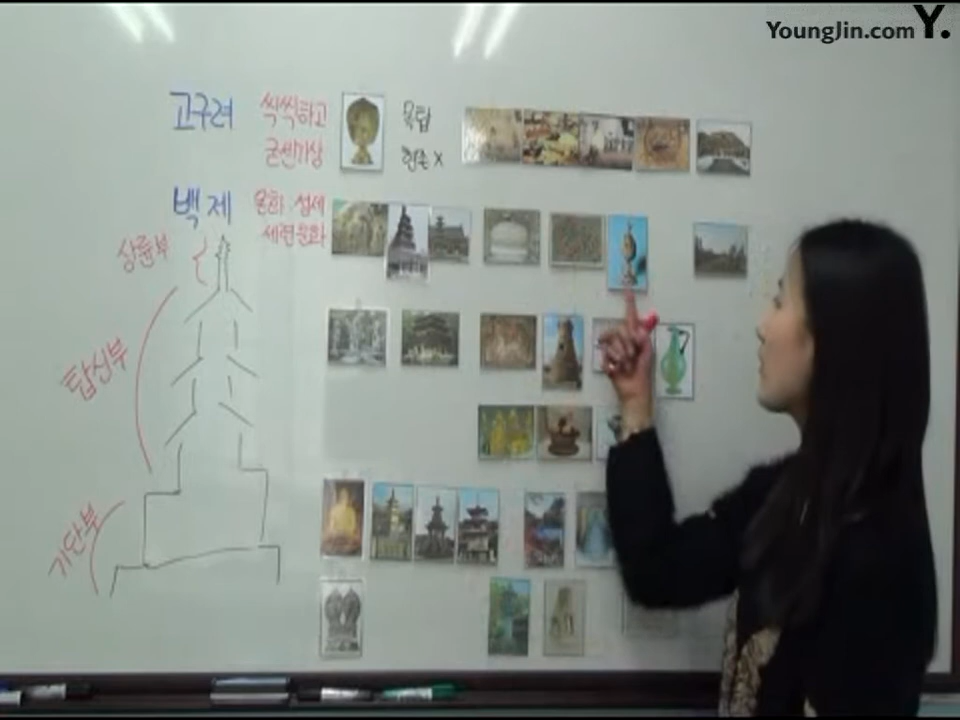 YoungJin.com Y.
고구려
씩씩하고
굳센기상
목탑
현존 X
백제
온화 · 섬세
세련문화
상륜부
탑신부
기단부